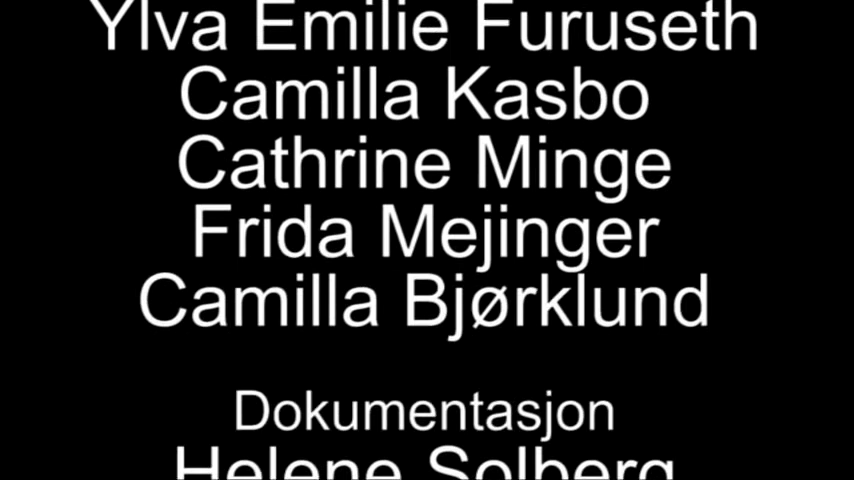 Ylva Emilie Furuseth
Camilla Kasbo
Cathrine Minge
Frida Mejinger
Camilla Bjørklund
Dokumentasjon
Helene Solberg